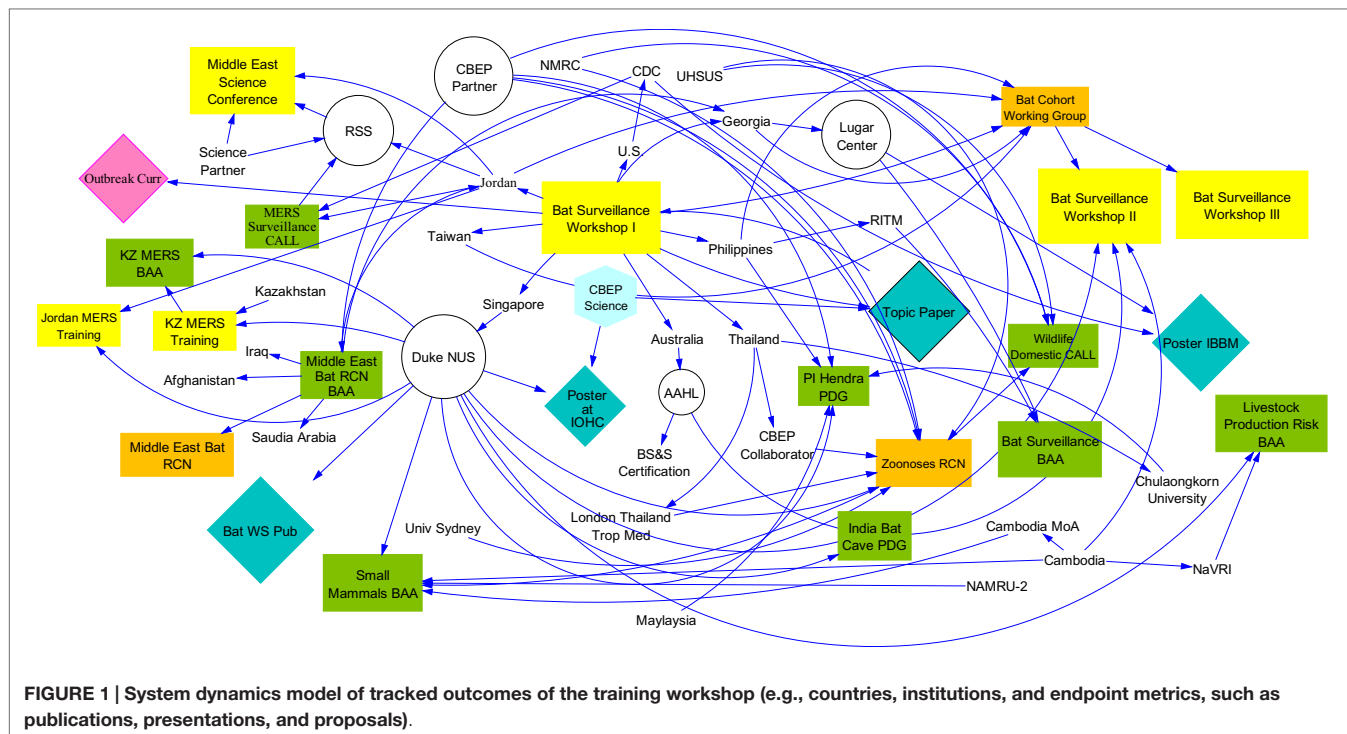 Middle East
Science
Conference
CBEP
Partner
NMRC
CDC
UHSUS
Bat Cohort
Working Group
RSS
Georgia
Lugar
Center
Science
Partner
U.S.
Outbreak Curr
Jordan
Bat Surveillance
Workshop I
Bat Surveillance
Workshop II
Bat Surveillance
Workshop III
MERS
Surveillance
CALL
Taiwan
Philippines
RITM
KZ MERS
BAA
Kazakhstan
Singapore
CBEP
Science
Topic Paper
Jordan MERS
Training
KZ MERS
Training
Iraq
Afghanistan
Middle East
Bat RCN
BAA
Duke NUS
Australia
Thailand
Wildlife
Domestic CALL
Poster IBBM
PI Hendra
PDG
AAHL
Poster
at
IOHC
Livestock
Production Risk
BAA
Middle East Bat
RCN
Saudia Arabia
BS&S
Certification
CBEP
Collaborator
Zoonoses RCN
Bat Surveillance
BAA
Chulaongkorn
University
Bat WS Pub
Univ Sydney
London Thailand
Trop Med
India Bat
Cave PDG
Cambodia MoA
Cambodia
NaVRI
Small
Mammals BAA
NAMRU-2
Maylaysia
FIGURE 1 | System dynamics model of tracked outcomes of the training workshop (e.g., countries, institutions, and endpoint metrics, such as
publications, presentations, and proposals).